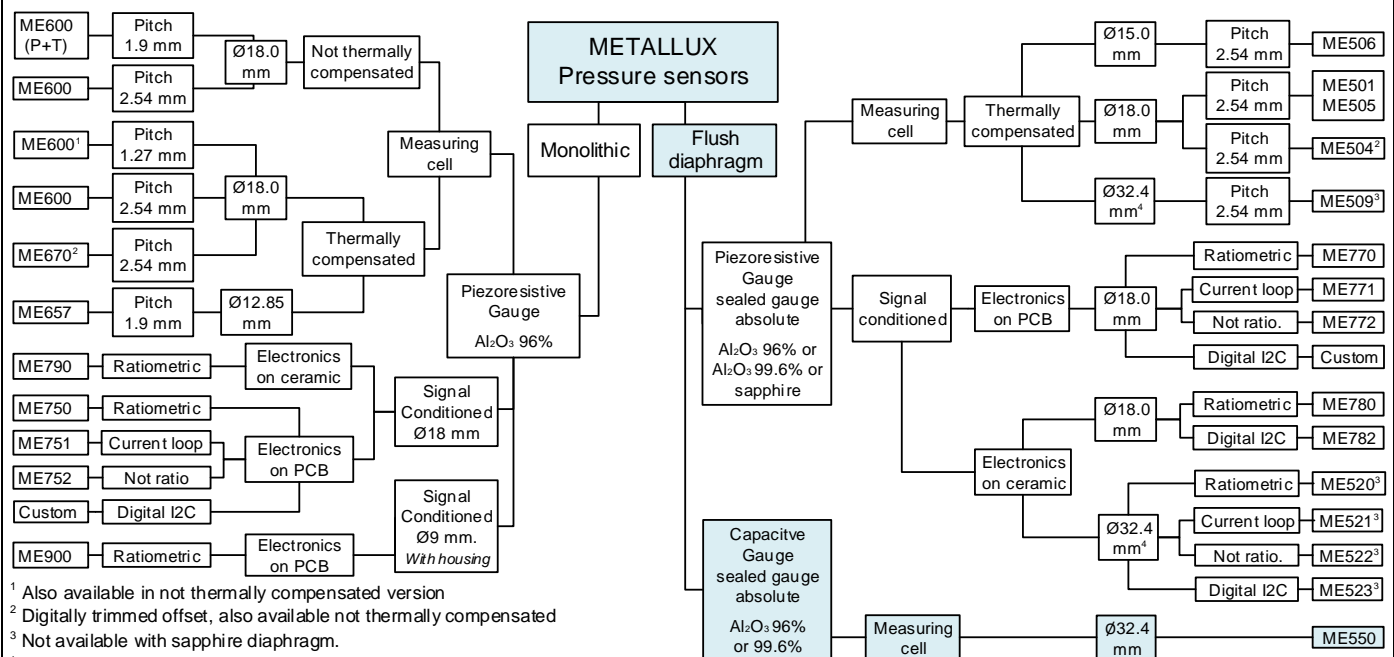 METALLUX
Pressure sensors
Monolithic
Flush
diaphragm
ME600
(P+T)
Pitch
1.9 mm
Ø18.0
mm
Not thermally
compensated
ME600
Pitch
2.54 mm
Measuring
cell
ME600¹
Pitch
1.27 mm
ME600
Pitch
2.54 mm
Ø18.0
mm
ME670²
Pitch
2.54 mm
Thermally
compensated
ME657
Pitch
1.9 mm
Ø12.85
mm
Piezoresistive
Gauge
Al₂O₃ 96%
ME790
Ratiometric
Electronics
on ceramic
ME750
Ratiometric
Signal
Conditioned
Ø18 mm
ME751
Current loop
Electronics
on PCB
ME752
Not ratio
Custom
Digital I2C
ME900
Ratiometric
Electronics
on PCB
Signal
Conditioned
Ø9 mm.
With housing
¹ Also available in not thermally compensated version
² Digitally trimmed offset, also available not thermally compensated
³ Not available with sapphire diaphragm.
Piezoresistive
Gauge
sealed gauge
absolute
Al₂O₃ 96% or
Al₂O₃ 99.6% or
sapphire
Measuring
cell
Thermally
compensated
Ø15.0
mm
Pitch
2.54 mm
ME506
Ø18.0
mm
Pitch
2.54 mm
ME501
ME505
Pitch
2.54 mm
ME504²
Ø32.4
mm⁴
Pitch
2.54 mm
ME509³
Signal
conditioned
Electronics
on PCB
Ø18.0
mm
Ratiometric
ME770
Current loop
ME771
Not ratio.
ME772
Digital I2C
Custom
Electronics
on ceramic
Ø18.0
mm
Ratiometric
ME780
Digital I2C
ME782
Ø32.4
mm⁴
Ratiometric
ME520³
Current loop
ME521³
Not ratio.
ME522³
Digital I2C
ME523³
Capacitve
Gauge
sealed gauge
absolute
Al₂O₃ 96%
or 99.6%
Measuring
cell
Ø32.4
mm
ME550